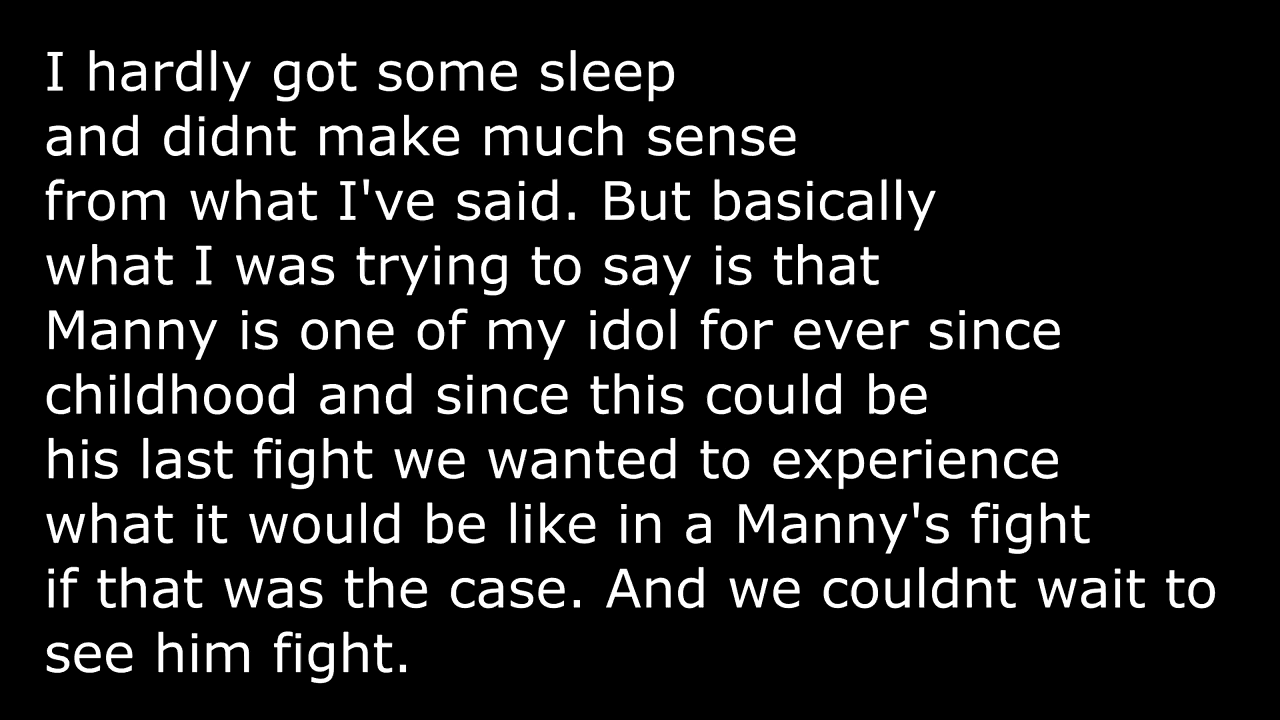 I hardly got some sleep
and didnt make much sense
from what I've said. But basically
what I was trying to say is that
Manny is one of my idol for ever since
childhood and since this could be
his last fight we wanted to experience
what it would be like in a Manny's fight
if that was the case. And we couldnt wait to
see him fight.